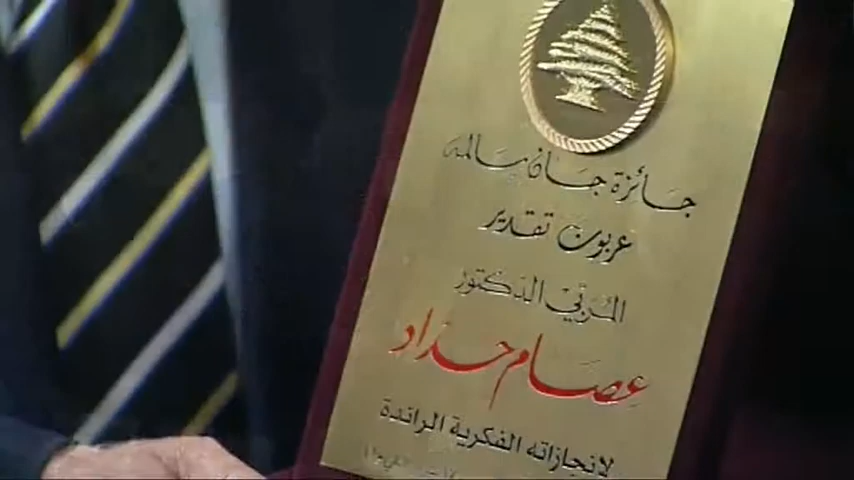 جائزة جان سالمه
عربون تقدير
المربي الدكتور
عصام حداد
لانجازاته الفكرية الرائدة